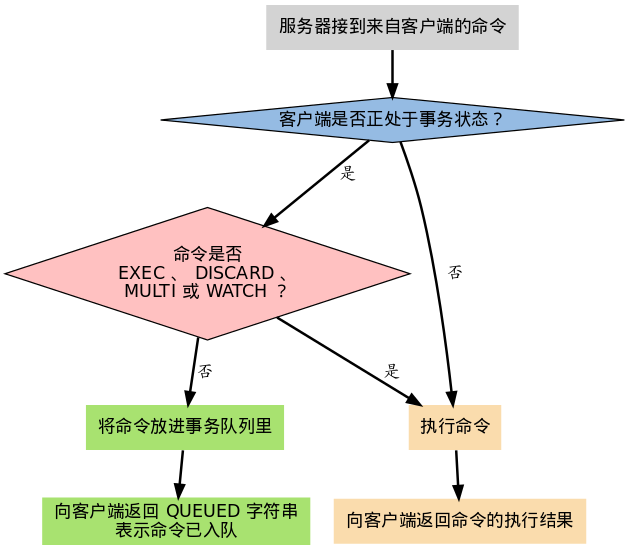 服务器接到来自客户端的命令
客户端是否正处于事务状态？
是
否
命令是否
EXEC 、 DISCARD 、
MULTI 或 WATCH ？
否
是
将命令放进事务队列里
执行命令
向客户端返回 QUEUED 字符串
表示命令已入队
向客户端返回命令的执行结果